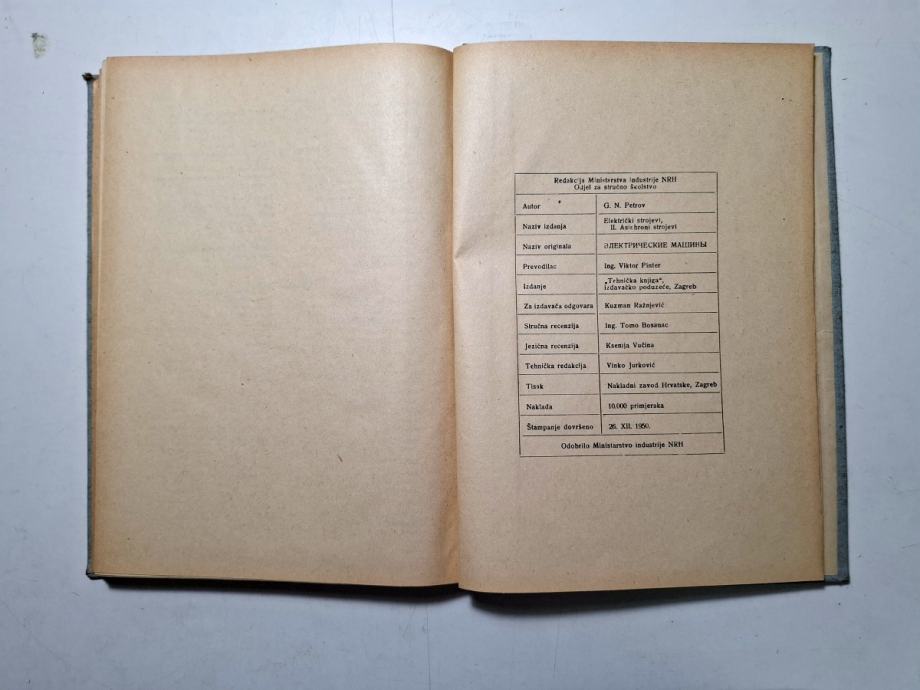 Redakcija Ministarstva industrije NRH
Odjel za stručno školstvo
Autor G. N. Petrov
Naziv izdanja Električki strojevi,
II. Asinhroni strojevi
Naziv originala ЭЛЕКТРИЧЕСКИЕ МАШИНЫ
Prevodilac Ing. Viktor Pinter
Izdanje „Tehnička knjiga“,
Izdavačko poduzeće, Zagreb
Za izdavača odgovara Kuzman Ražnjević
Stručna recenzija Ing. Tomo Bosanac
Jezična recenzija Ksenija Vučina
Tehnička redakcija Vinko Jurković
Tisak Nakladni zavod Hrvatske, Zagreb
Naklada 10.000 primjeraka
Štampanje dovršeno 26. XII. 1950.
Odobrilo Ministarstvo industrije NRH